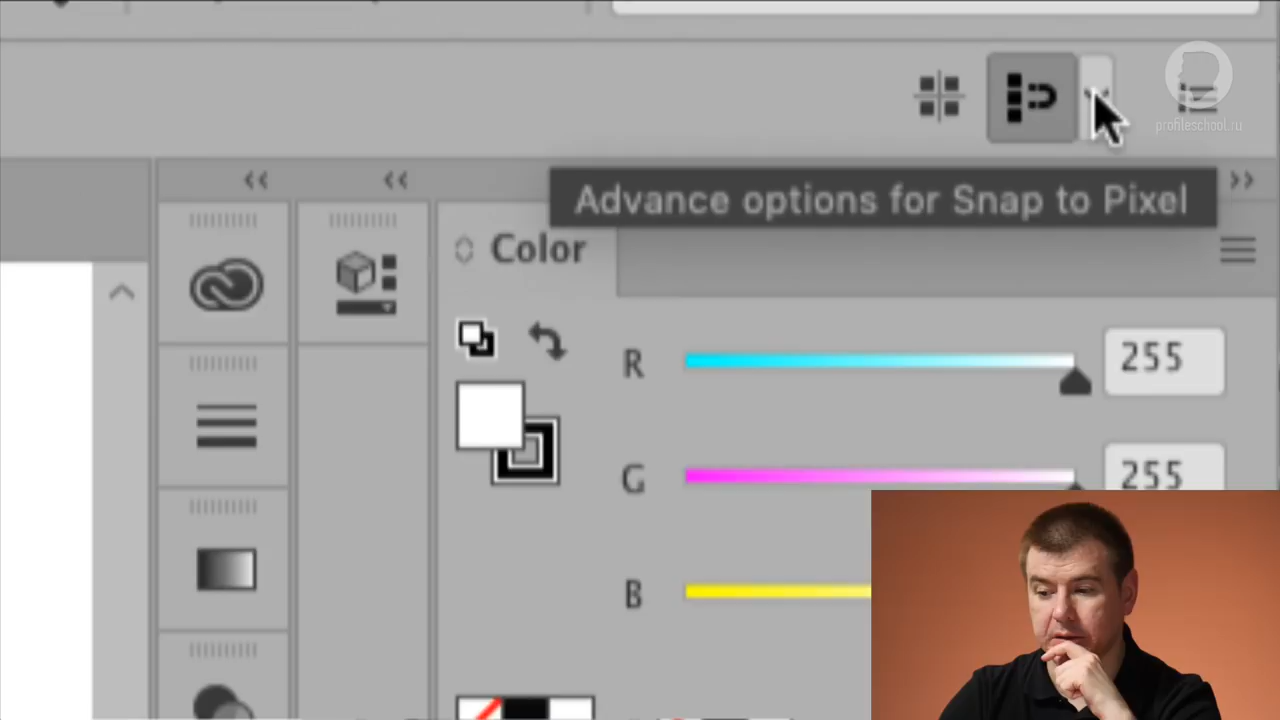 profileschool.ru
Advance options for Snap to Pixel
Color
R 255
G 255
B